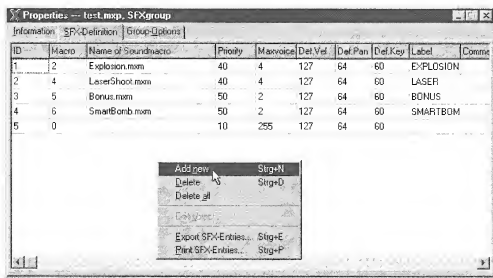 Properties --- test.mxp, SFXgroup
Information SFX-Definition Group-Options
ID Macro Name of Soundmacro Priority Maxvoice Def.Vel. Def.Pan Def.Key Label Comme
1 2 Explosion.mxm 40 4 127 64 60 EXPLOSION
2 4 LaserShoot.mxm 40 4 127 64 60 LASER
3 5 Bonus.mxm 50 2 127 64 60 BONUS
4 6 SmartBomb.mxm 50 2 127 64 60 SMARTBOM
5 0 10 255 127 64 60
Add new Strg+N
Delete Strg+D
Delete all
Export SFX-Entries... Strg+E
Print SFX-Entries... Strg+P